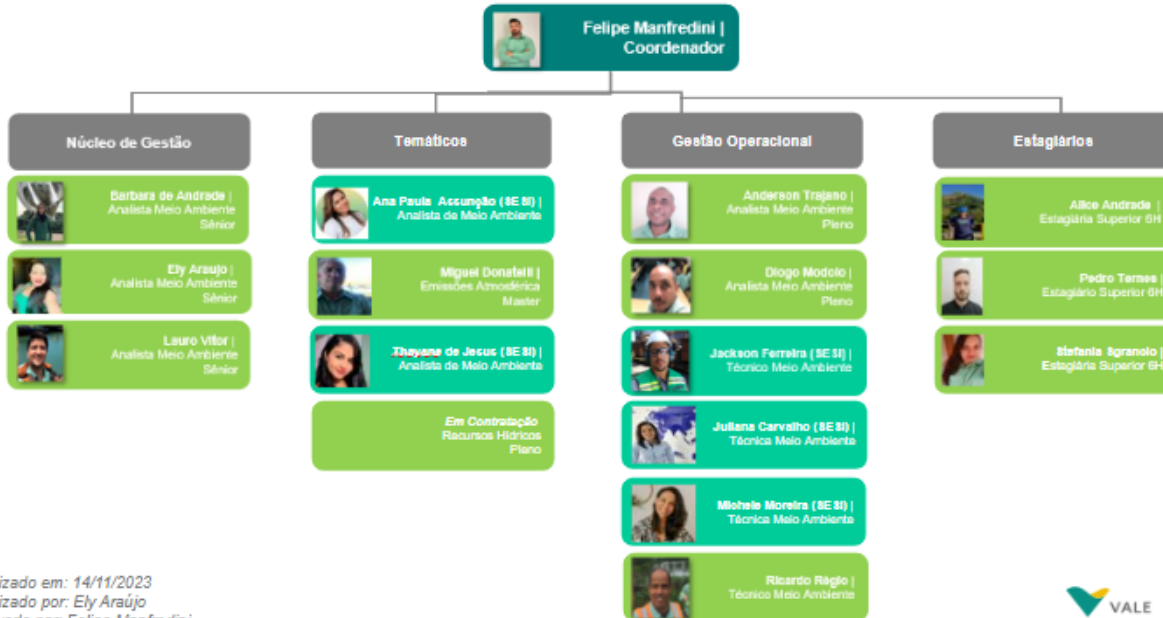 Felipe Manfredini |
Coordenador
Núcleo de Gestão
Barbara de Andrade |
Analista Meio Ambiente
Sênior
Ely Araujo |
Analista Meio Ambiente
Sênior
Lauro Vitor |
Analista Meio Ambiente
Sênior
Temáticos
Ana Paula Assunção (SESI) |
Analista de Meio Ambiente
Miguel Donatelli |
Emissões Atmosférica
Master
Thayane de Jesus (SESI) |
Analista de Meio Ambiente
Em Contratação
Recursos Hídricos
Pleno
Gestão Operacional
Anderson Trajano |
Analista Meio Ambiente
Pleno
Diogo Modolo |
Analista Meio Ambiente
Pleno
Jackson Ferreira (SESI) |
Técnico Meio Ambiente
Juliana Carvalho (SESI) |
Técnica Meio Ambiente
Michele Moreira (SESI) |
Técnica Meio Ambiente
Ricardo Régio |
Técnico Meio Ambiente
Estagiários
Alice Andrade |
Estagiária Superior 6H
Pedro Ternes |
Estagiário Superior 6H
Stefania Sgranolo |
Estagiária Superior 6H
izado em: 14/11/2023
izado por: Ely Araújo
Felipe Manfredini
VALE